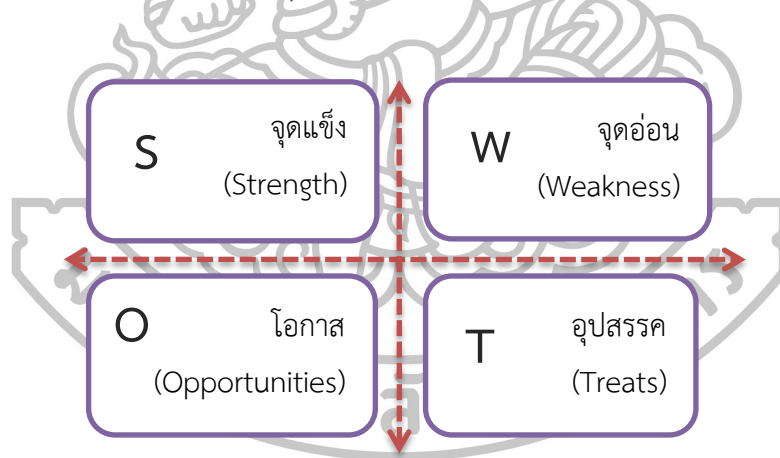 S
จุดแข็ง
(Strength)
W
จุดอ่อน
(Weakness)
O
โอกาส
(Opportunities)
T
อุปสรรค
(Treats)